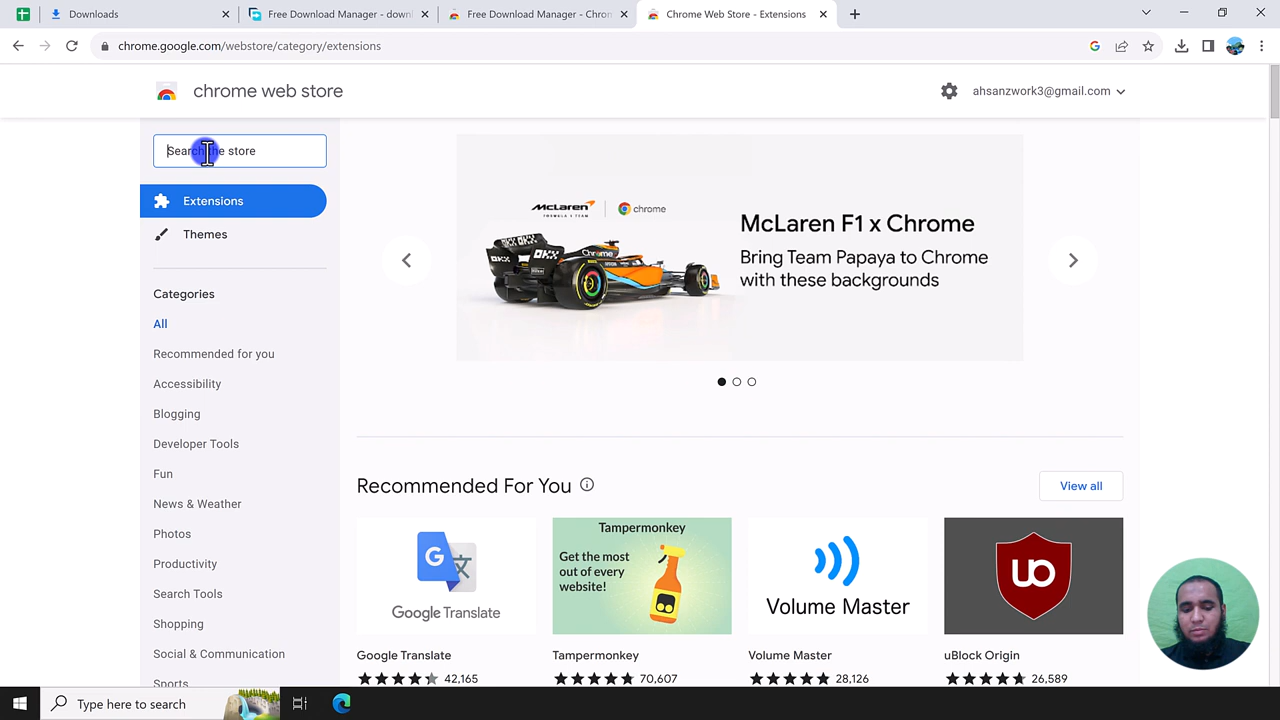 Downloads
Free Download Manager - down
Free Download Manager - Chrom
Chrome Web Store - Extensions
chrome.google.com/webstore/category/extensions
chrome web store
ahsanzwork3@gmail.com
Search the store
Extensions
Themes
Categories
All
Recommended for you
Accessibility
Blogging
Developer Tools
Fun
News & Weather
Photos
Productivity
Search Tools
Shopping
Social & Communication
Sports
McLaren
FORMULA 1 TEAM
chrome
OKX
Chrome
McLaren F1 x Chrome
Bring Team Papaya to Chrome
with these backgrounds
Recommended For You
View all
G
Google Translate
Tampermonkey
Get the most
out of every
website!
Volume Master
uo
Google Translate
42,165
Tampermonkey
70,607
Volume Master
28,126
uBlock Origin
26,589
Type here to search